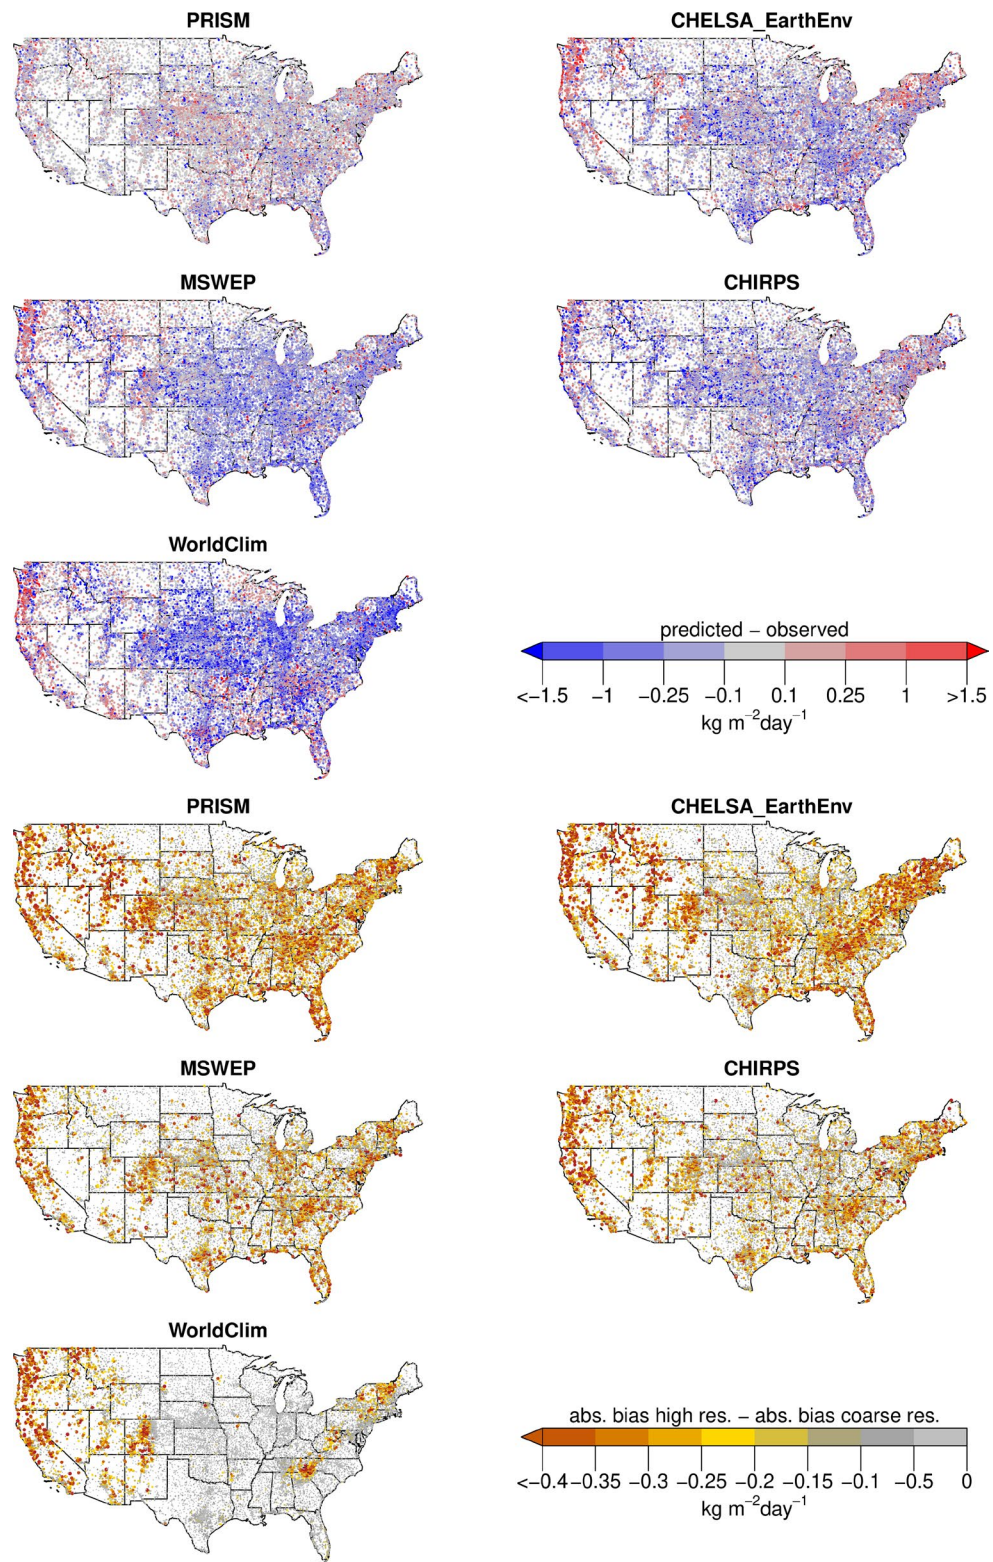 PRISM
CHELSA_EarthEnv
MSWEP
CHIRPS
WorldClim
predicted − observed
<−1.5 −1 −0.25 −0.1 0.1 0.25 1 >1.5
kg m⁻²day⁻¹
PRISM
CHELSA_EarthEnv
MSWEP
CHIRPS
WorldClim
abs. bias high res. − abs. bias coarse res.
<−0.4 −0.35 −0.3 −0.25 −0.2 −0.15 −0.1 −0.5 0
kg m⁻²day⁻¹